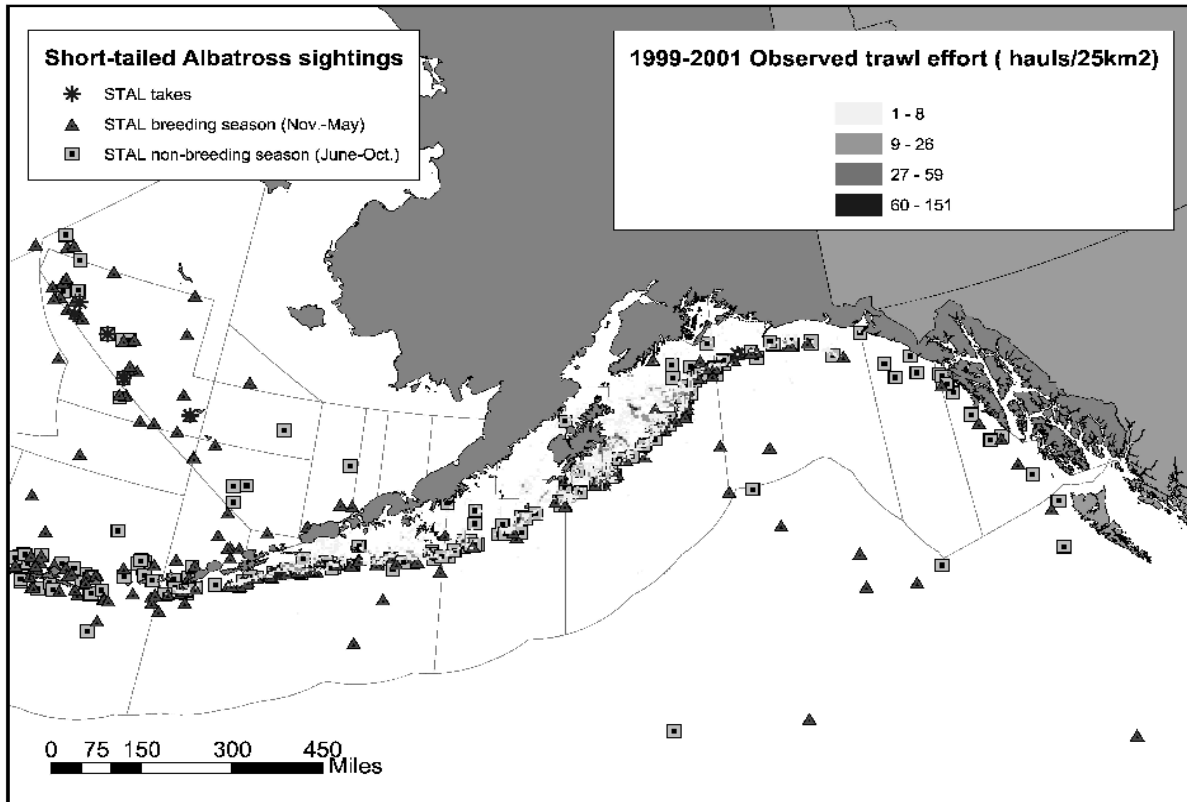 Short-tailed Albatross sightings
STAL takes
STAL breeding season (Nov.-May)
STAL non-breeding season (June-Oct.)
1999-2001 Observed trawl effort ( hauls/25km2)
1 - 8
9 - 26
27 - 59
60 - 151
0 75 150 300 450
Miles